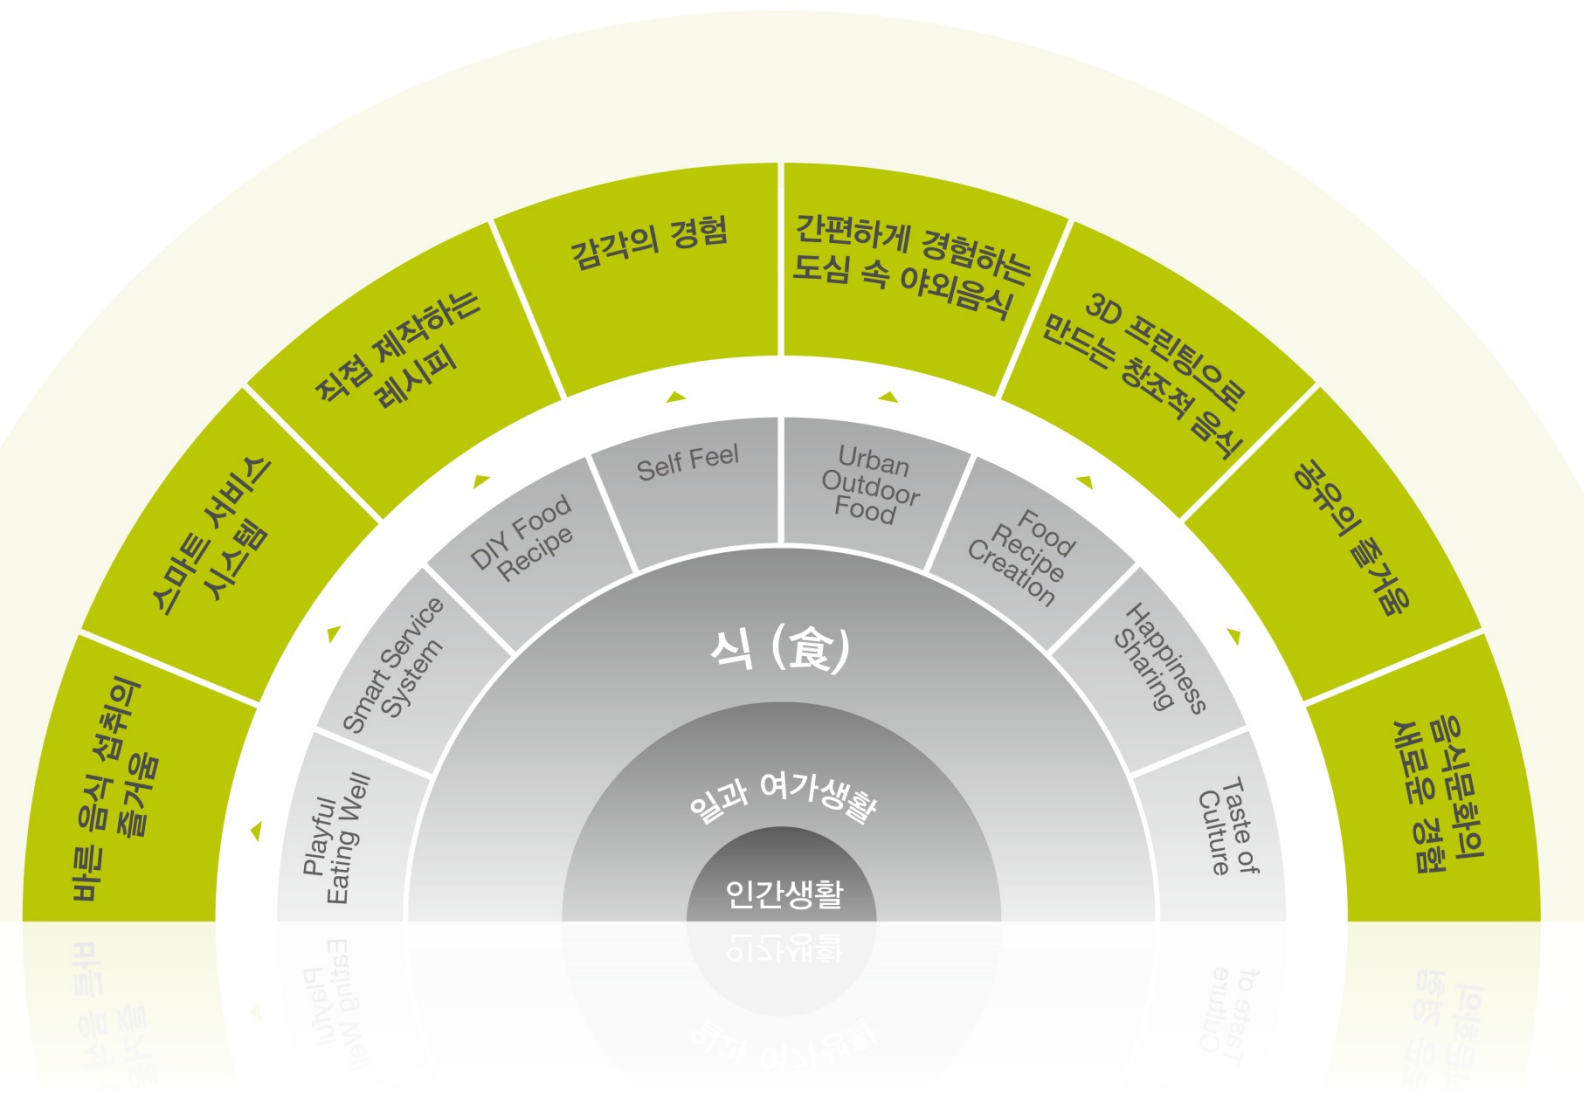 바른 음식 섭취의
즐거움
스마트 서비스
시스템
직접 제작하는
레시피
감각의 경험
간편하게 경험하는
도심 속 야외음식
3D 프린팅으로
만드는 창조적 음식
공유의 즐거움
음식문화의
새로운 경험
Playful
Eating Well
Smart Service
System
DIY Food
Recipe
Self Feel
Urban
Outdoor
Food
Food
Recipe
Creation
Happiness
Sharing
Taste of
Culture
식 (食)
일과 여가생활
인간생활